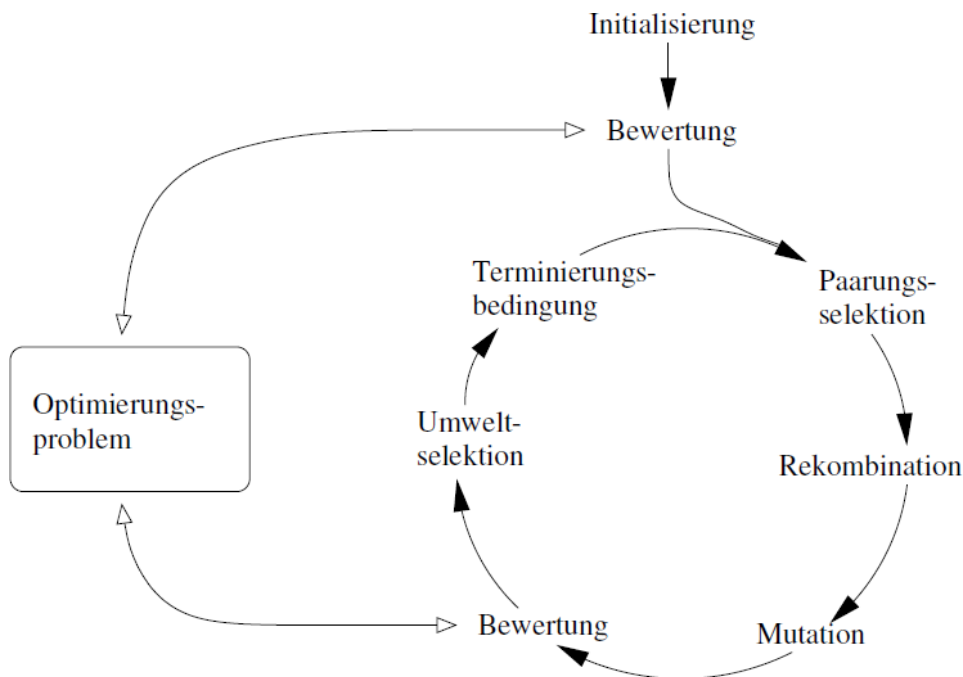 Initialisierung
Bewertung
Terminierungs-
bedingung
Paarungs-
selektion
Optimierungs-
problem
Umwelt-
selektion
Rekombination
Bewertung
Mutation